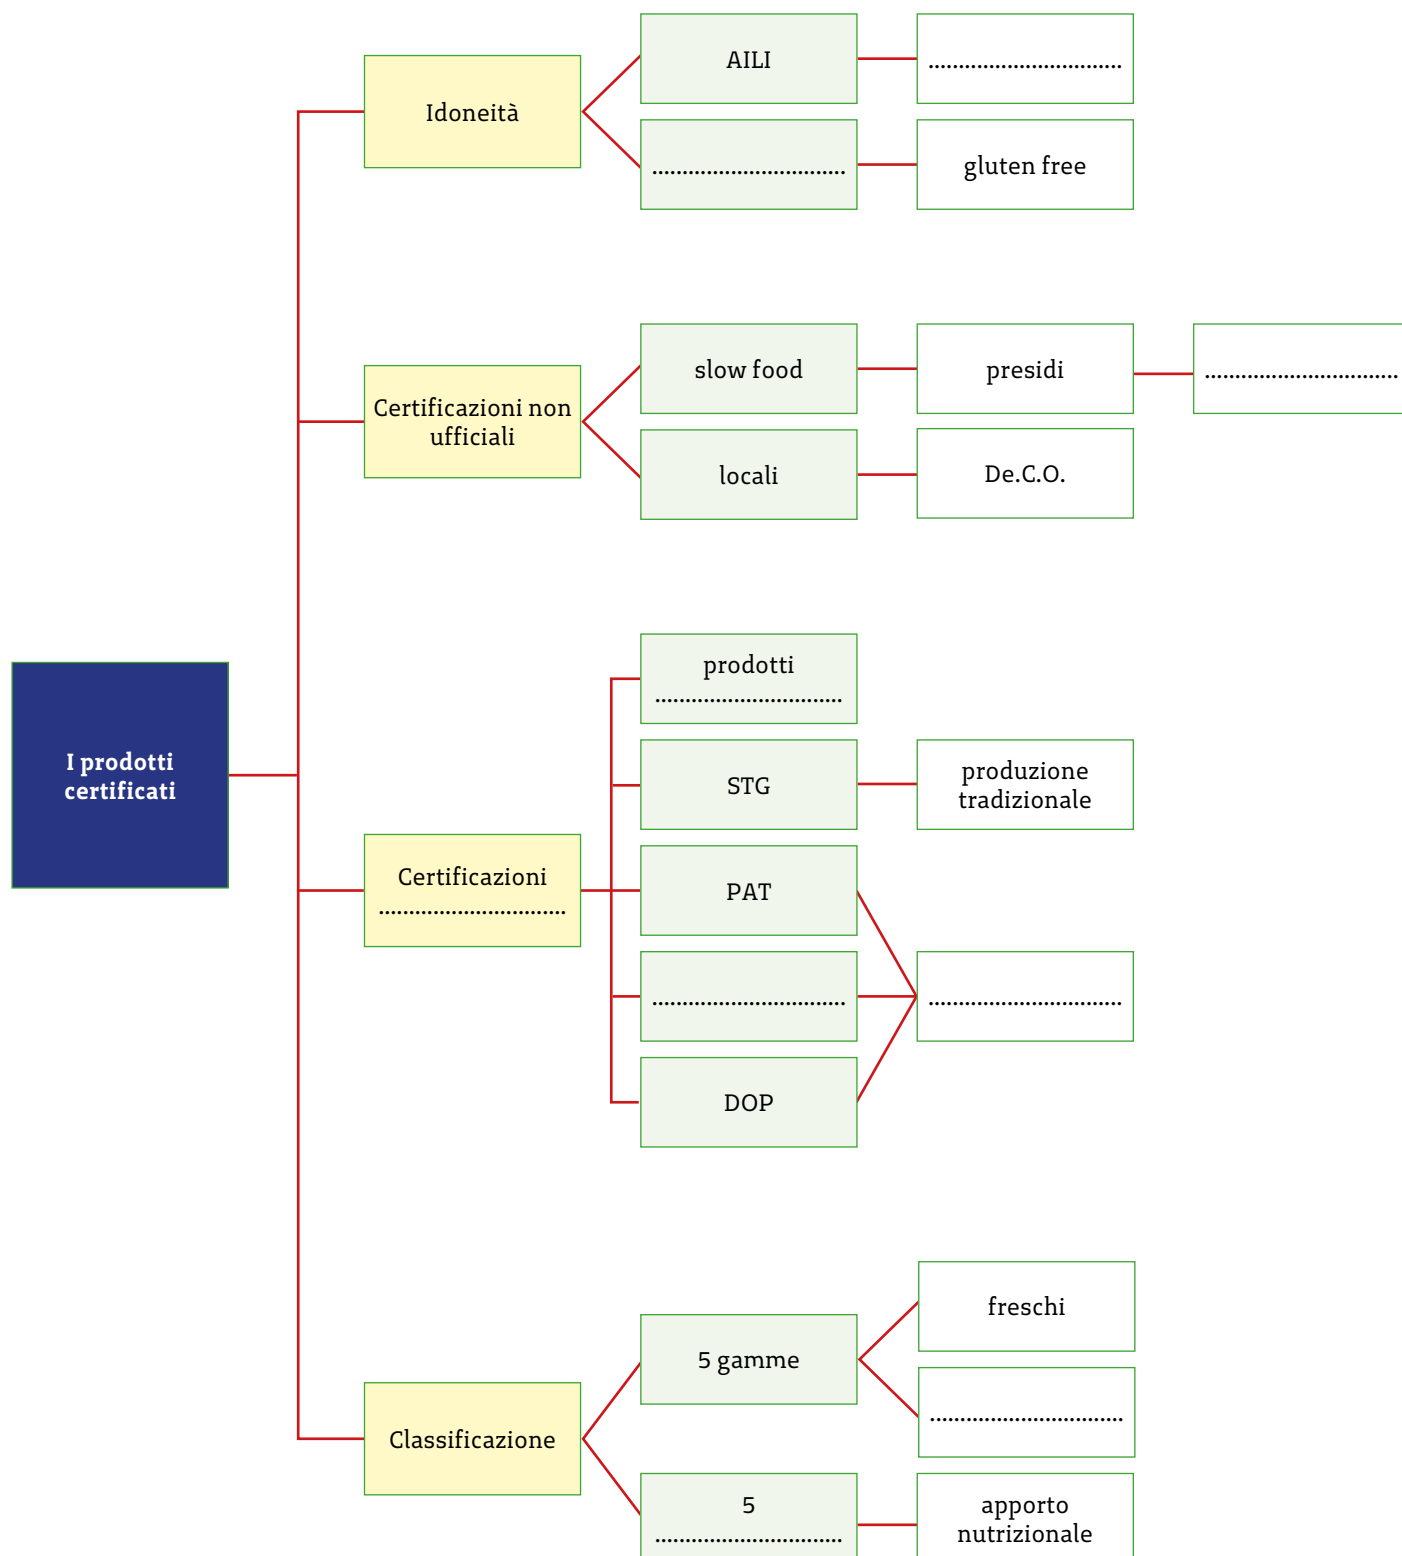 I prodotti
certificati
Idoneità
AILI
..............................
..............................
gluten free
Certificazioni non
ufficiali
slow food
presidi
..............................
locali
De.C.O.
Certificazioni
..............................
prodotti
..............................
STG
produzione
tradizionale
PAT
..............................
..............................
DOP
Classificazione
5 gamme
freschi
..............................
5
..............................
apporto
nutrizionale